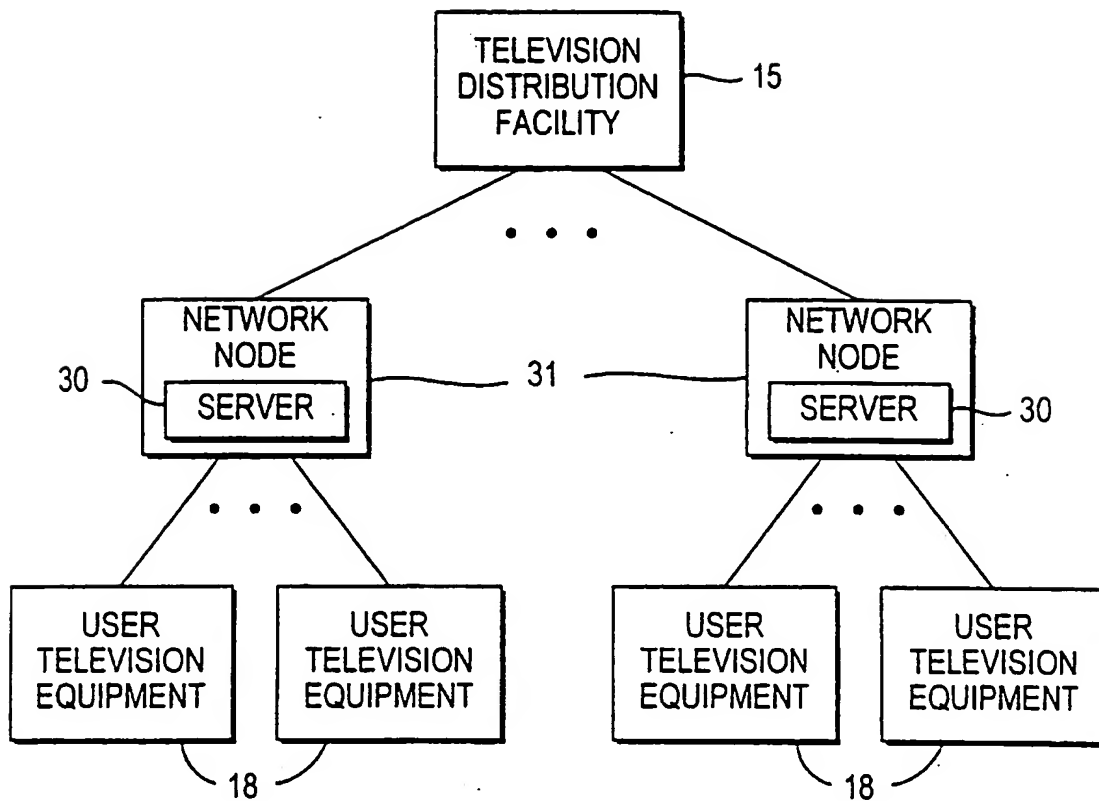 TELEVISION
DISTRIBUTION
FACILITY
15
NETWORK
NODE
30
SERVER
31
NETWORK
NODE
SERVER
30
USER
TELEVISION
EQUIPMENT
USER
TELEVISION
EQUIPMENT
18
USER
TELEVISION
EQUIPMENT
USER
TELEVISION
EQUIPMENT
18